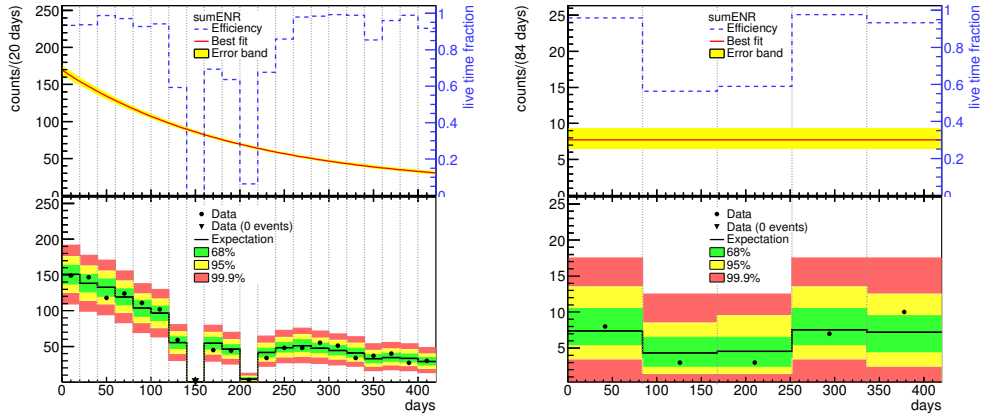 counts/(20 days)
250
200
150
100
50
0
sumENR
Efficiency
Best fit
Error band
1
0.8
0.6
0.4
0.2
0
live time fraction
250
200
150
100
50
Data
Data (0 events)
Expectation
68%
95%
99.9%
0 50 100 150 200 250 300 350 400
days
counts/(84 days)
25
20
15
10
5
0
sumENR
Efficiency
Best fit
Error band
1
0.8
0.6
0.4
0.2
0
live time fraction
25
20
15
10
5
Data
Data (0 events)
Expectation
68%
95%
99.9%
0 50 100 150 200 250 300 350 400
days